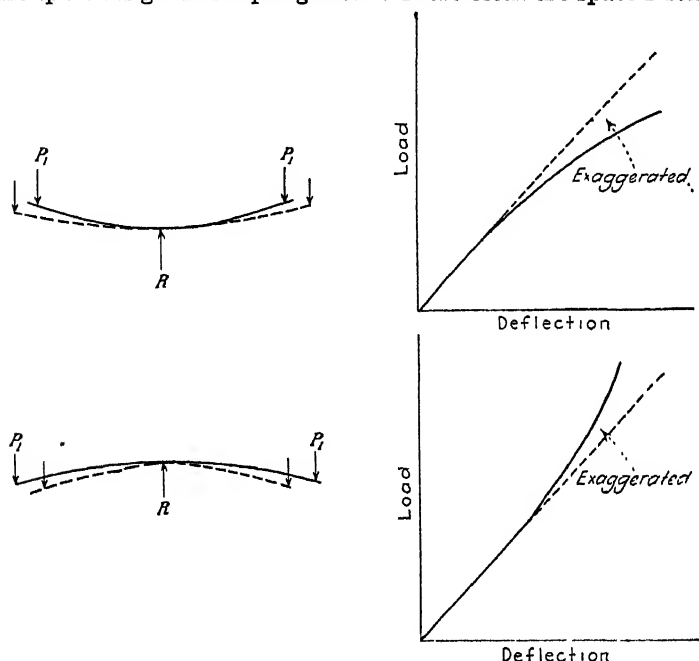 P₁ P₁
R
Load
Exaggerated
Deflection
P₁ P₁
R
Load
Exaggerated
Deflection